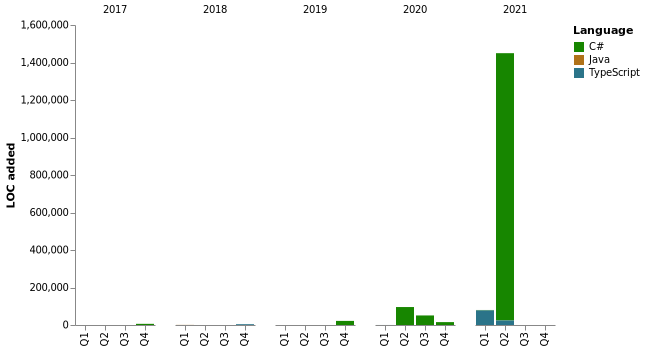 2017 2018 2019 2020 2021
Language
C#
Java
TypeScript
LOC added
1,600,000
1,400,000
1,200,000
1,000,000
800,000
600,000
400,000
200,000
0
Q1 Q2 Q3 Q4 Q1 Q2 Q3 Q4 Q1 Q2 Q3 Q4 Q1 Q2 Q3 Q4 Q1 Q2 Q3 Q4